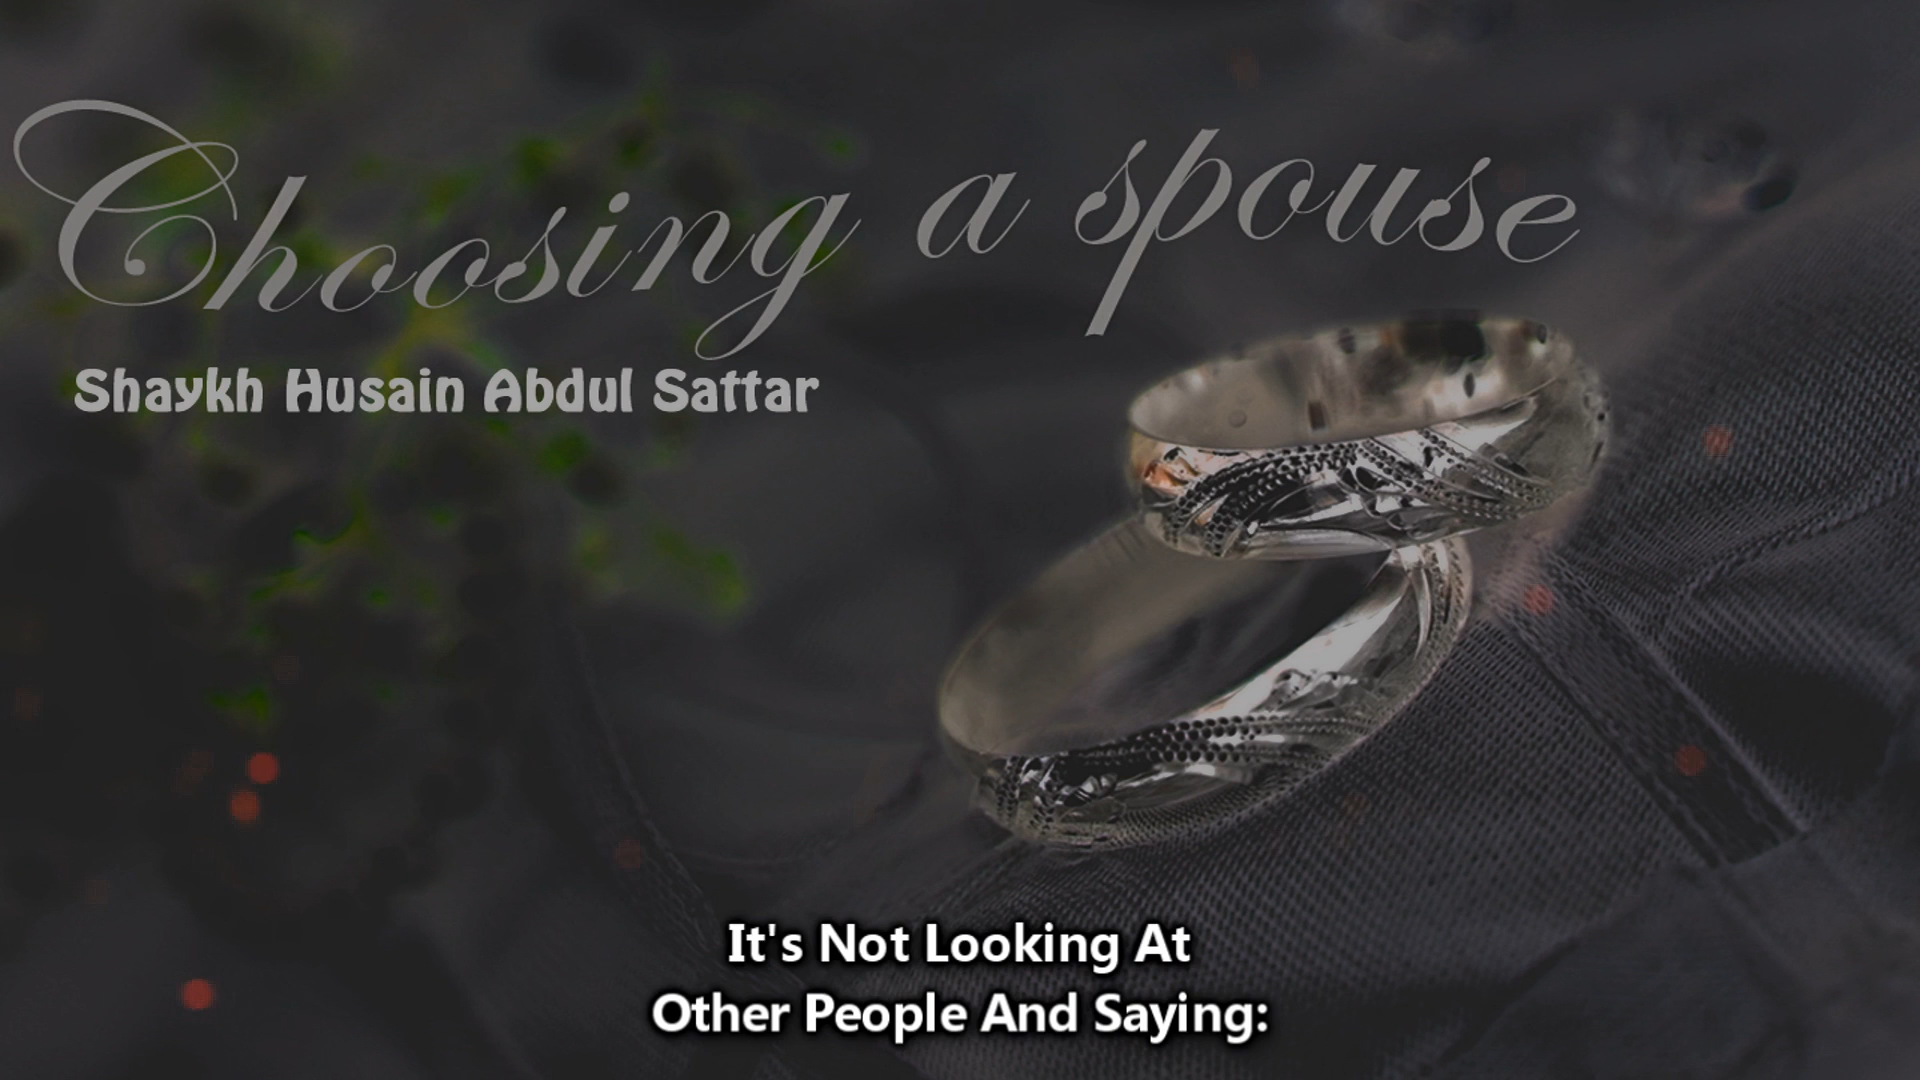 Choosing a spouse
Shaykh Husain Abdul Sattar
It's Not Looking At
Other People And Saying: